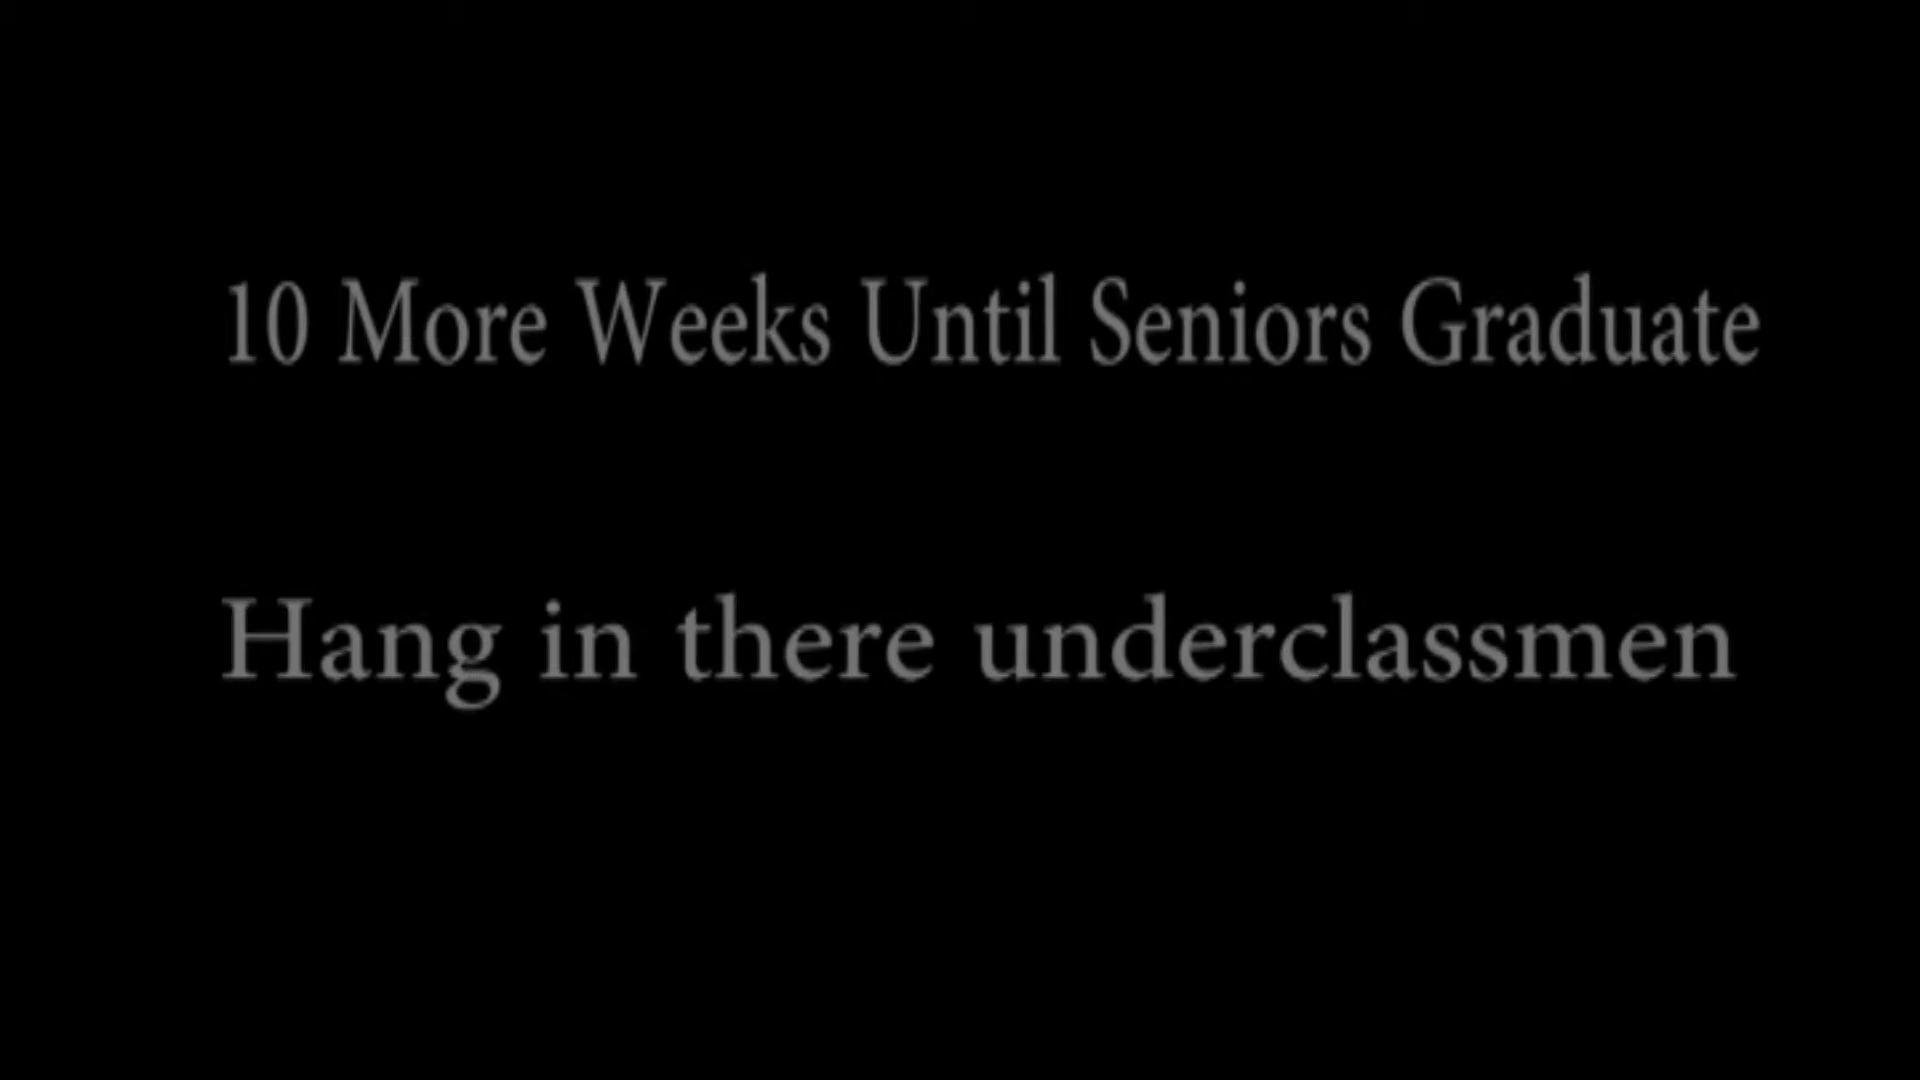 10 More Weeks Until Seniors Graduate
Hang in there underclassmen